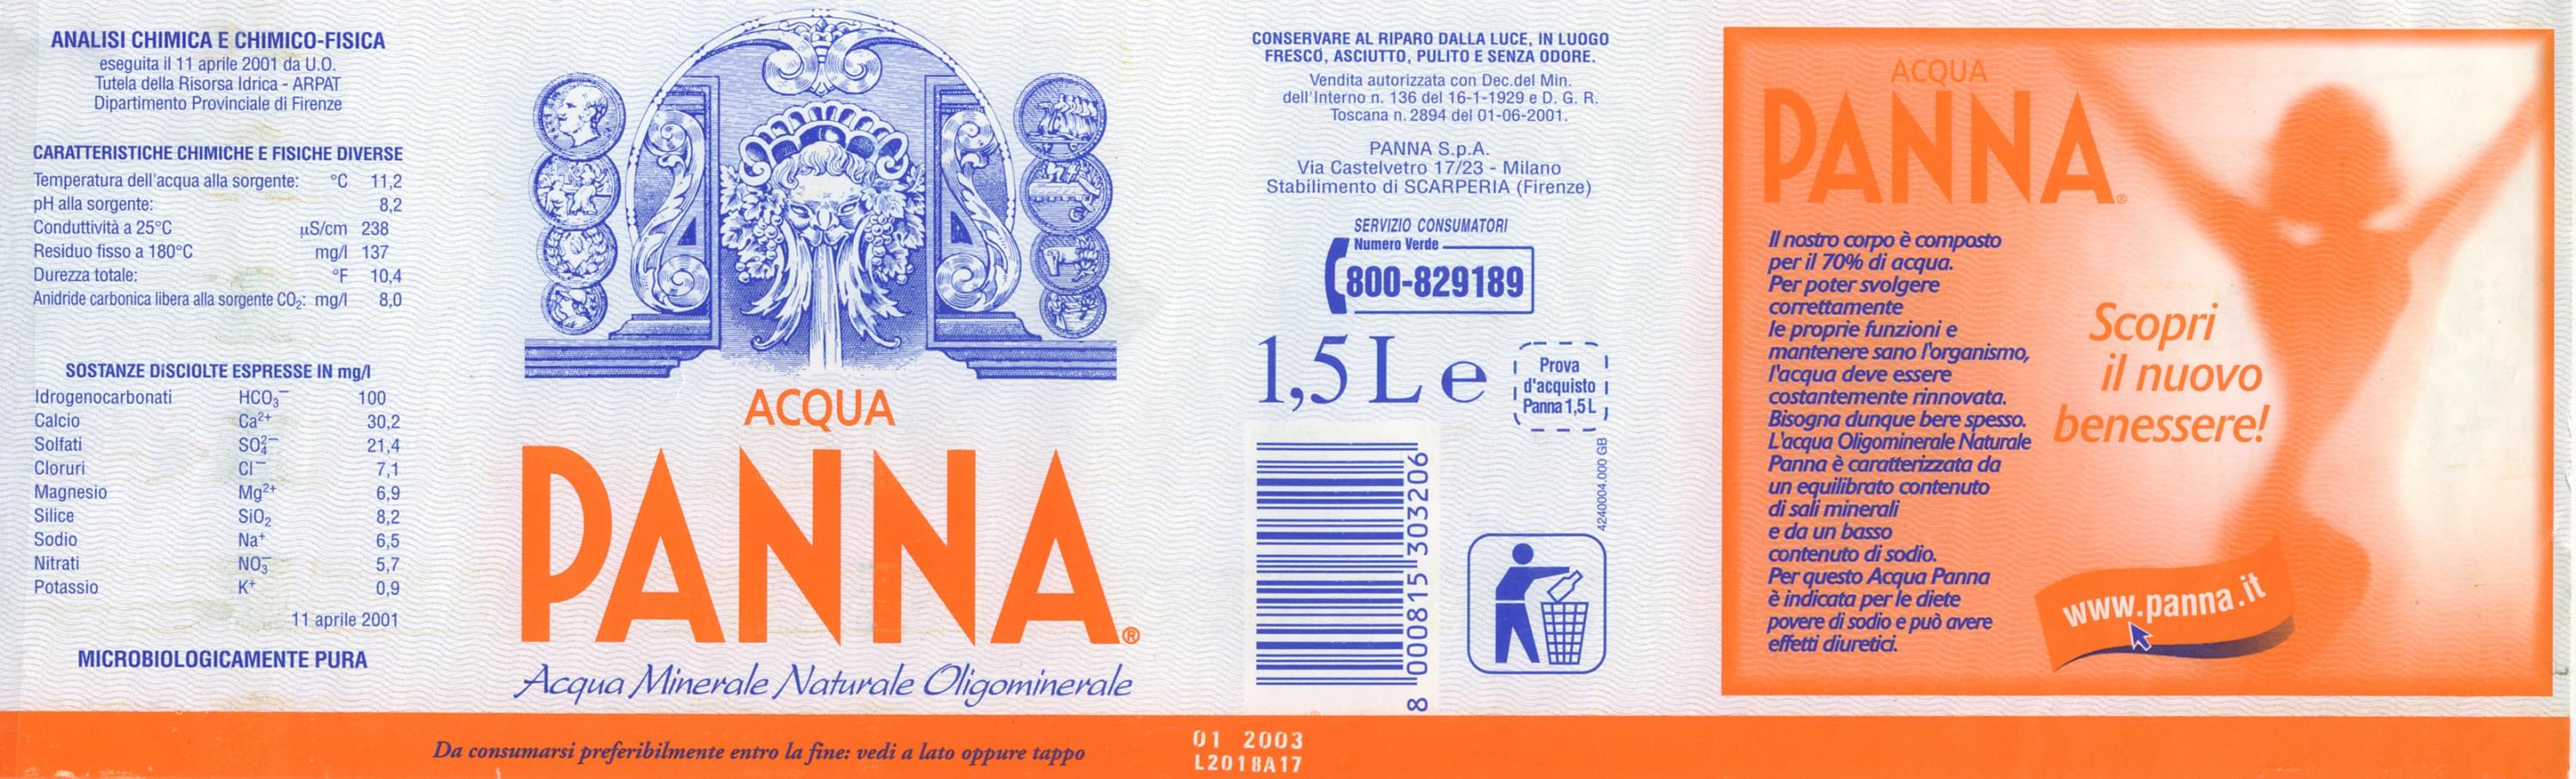 ANALISI CHIMICA E CHIMICO-FISICA
eseguita il 11 aprile 2001 da U.O.
Tutela della Risorsa Idrica - ARPAT
Dipartimento Provinciale di Firenze
CARATTERISTICHE CHIMICHE E FISICHE DIVERSE
Temperatura dell'acqua alla sorgente: °C 11,2
pH alla sorgente: 8,2
Conduttività a 25°C µS/cm 238
Residuo fisso a 180°C mg/l 137
Durezza totale: °F 10,4
Anidride carbonica libera alla sorgente CO₂: mg/l 8,0
SOSTANZE DISCIOLTE ESPRESSE IN mg/l
Idrogenocarbonati HCO₃⁻ 100
Calcio Ca²⁺ 30,2
Solfati SO₄²⁻ 21,4
Cloruri Cl⁻ 7,1
Magnesio Mg²⁺ 6,9
Silice SiO₂ 8,2
Sodio Na⁺ 6,5
Nitrati NO₃⁻ 5,7
Potassio K⁺ 0,9
11 aprile 2001
MICROBIOLOGICAMENTE PURA
ACQUA
PANNA®
Acqua Minerale Naturale Oligominerale
Da consumarsi preferibilmente entro la fine: vedi a lato oppure tappo
01 2003
L2018A17
CONSERVARE AL RIPARO DALLA LUCE, IN LUOGO
FRESCO, ASCIUTTO, PULITO E SENZA ODORE.
Vendita autorizzata con Dec.del Min.
dell'Interno n. 136 del 16-1-1929 e D. G. R.
Toscana n. 2894 del 01-06-2001.
PANNA S.p.A.
Via Castelvetro 17/23 - Milano
Stabilimento di SCARPERIA (Firenze)
SERVIZIO CONSUMATORI
Numero Verde
800-829189
1,5 L e
Prova
d'acquisto
Panna 1,5 L
4240004.000 GB
8 000815 303206
ACQUA
PANNA®
Il nostro corpo è composto
per il 70% di acqua.
Per poter svolgere
correttamente
le proprie funzioni e
mantenere sano l'organismo,
l'acqua deve essere
costantemente rinnovata.
Bisogna dunque bere spesso.
L'acqua Oligominerale Naturale
Panna è caratterizzata da
un equilibrato contenuto
di sali minerali
e da un basso
contenuto di sodio.
Per questo Acqua Panna
è indicata per le diete
povere di sodio e può avere
effetti diuretici.
Scopri
il nuovo
benessere!
www.panna.it